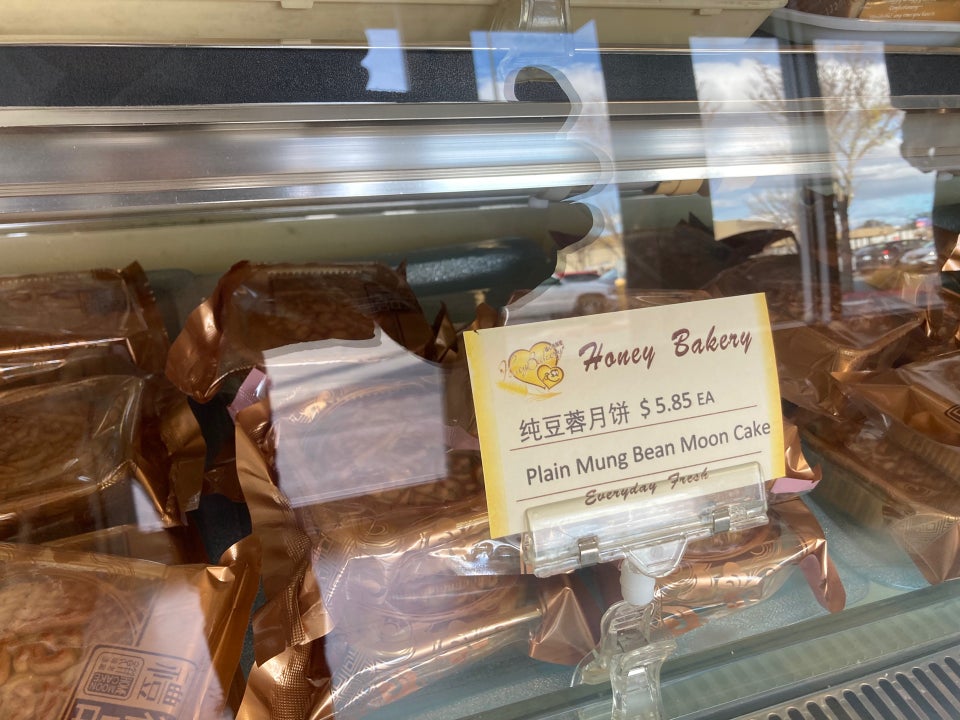 Honey Bakery
纯豆蓉月饼 $5.85 EA
Plain Mung Bean Moon Cake
Everyday Fresh